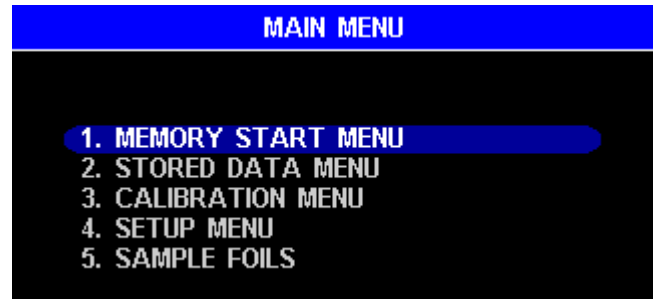 MAIN MENU
1. MEMORY START MENU
2. STORED DATA MENU
3. CALIBRATION MENU
4. SETUP MENU
5. SAMPLE FOILS